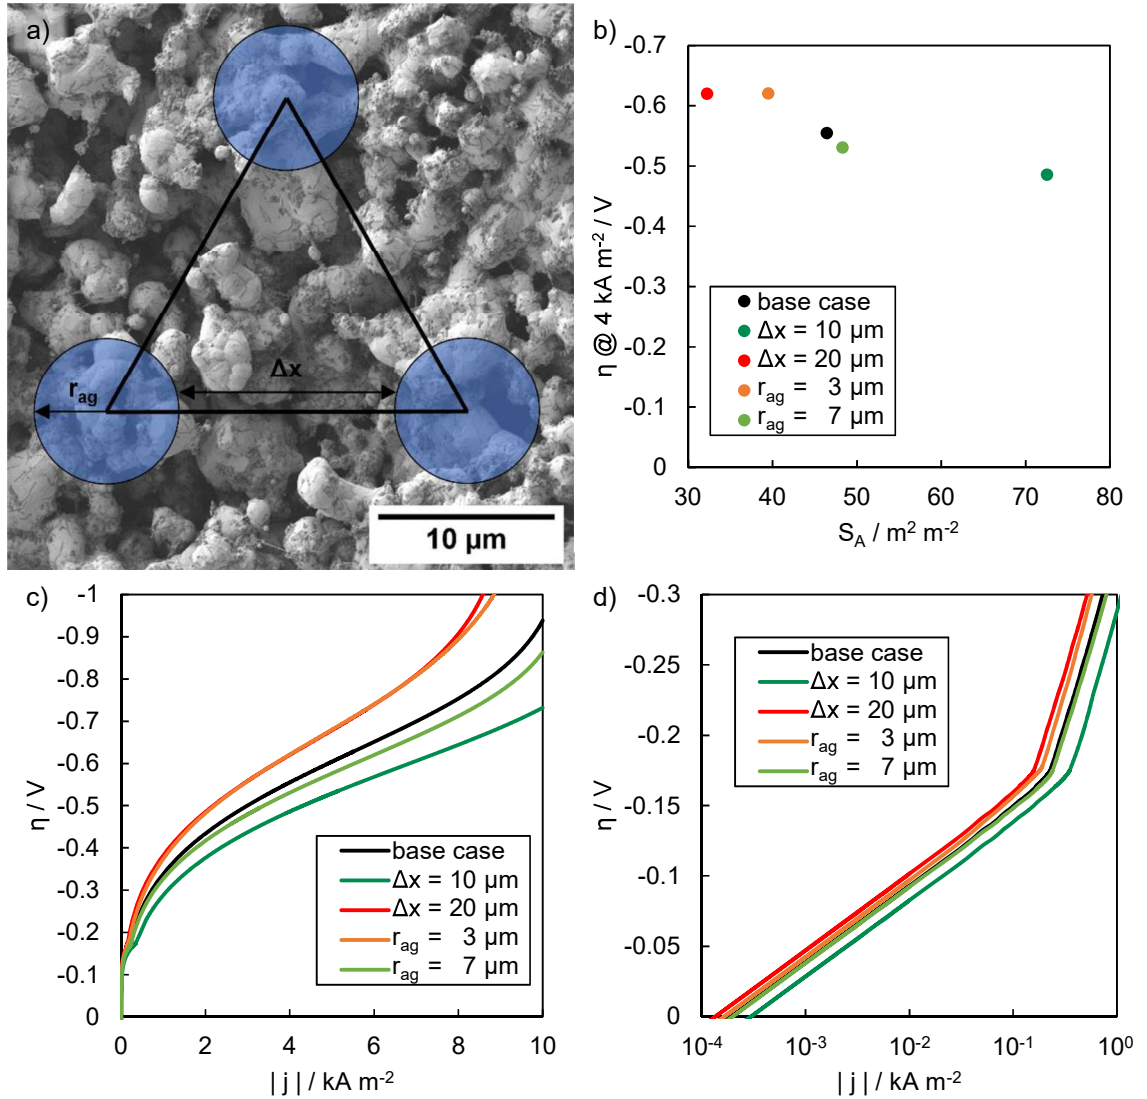 a)
r_ag
Δx
10 µm
b)
η @ 4 kA m⁻² / V
-0.7
-0.6
-0.5
-0.4
-0.3
-0.2
-0.1
0
30 40 50 60 70 80
S_A / m² m⁻²
base case
Δx = 10 µm
Δx = 20 µm
r_ag = 3 µm
r_ag = 7 µm
c)
η / V
-1
-0.9
-0.8
-0.7
-0.6
-0.5
-0.4
-0.3
-0.2
-0.1
0
0 2 4 6 8 10
| j | / kA m⁻²
base case
Δx = 10 µm
Δx = 20 µm
r_ag = 3 µm
r_ag = 7 µm
d)
η / V
-0.3
-0.25
-0.2
-0.15
-0.1
-0.05
0
10⁻⁴ 10⁻³ 10⁻² 10⁻¹ 10⁰
| j | / kA m⁻²
base case
Δx = 10 µm
Δx = 20 µm
r_ag = 3 µm
r_ag = 7 µm